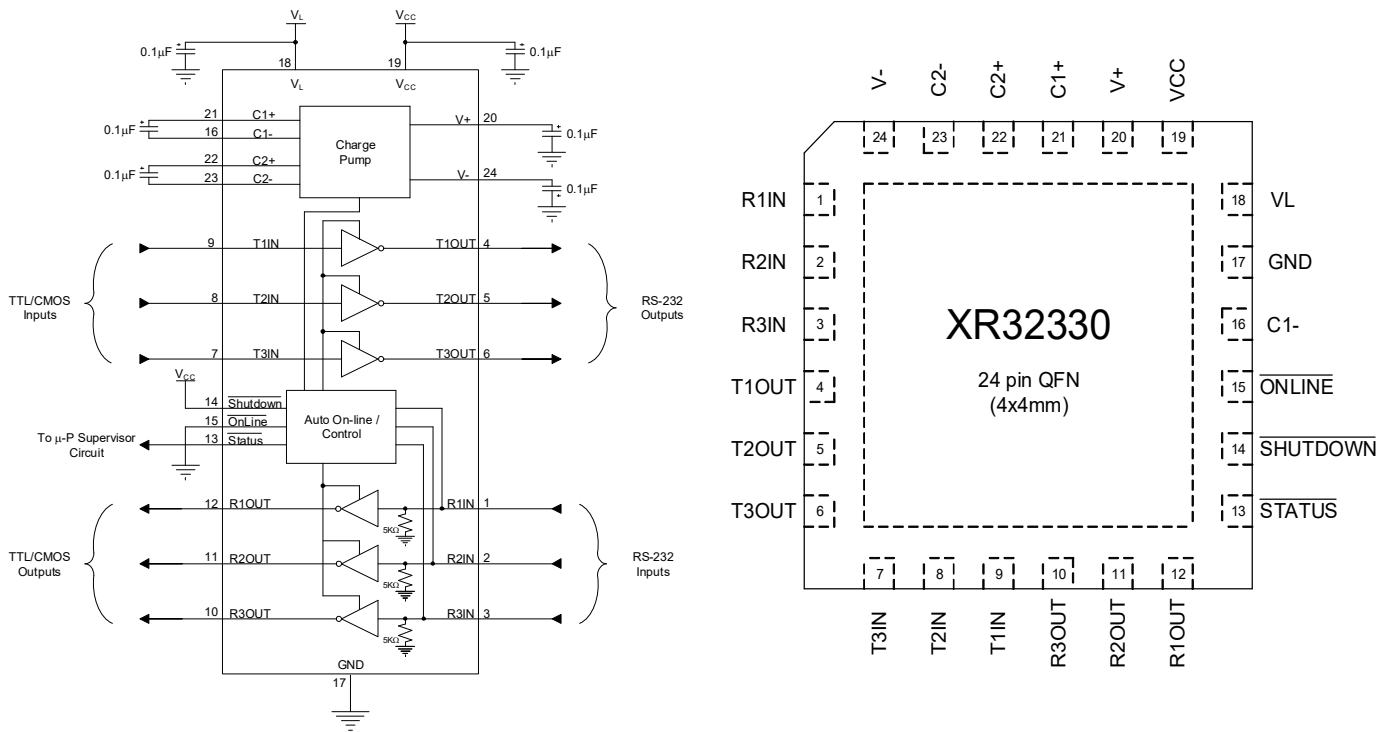 VL
VCC
0.1µF
0.1µF
18
19
VL
VCC
21 C1+
16 C1-
0.1µF
22 C2+
23 C2-
0.1µF
Charge
Pump
V+ 20
0.1µF
V- 24
0.1µF
TTL/CMOS
Inputs
9 T1IN
T1OUT 4
8 T2IN
T2OUT 5
7 T3IN
T3OUT 6
RS-232
Outputs
VCC
14 Shutdown
15 OnLine
13 Status
To µ-P Supervisor
Circuit
Auto On-line /
Control
TTL/CMOS
Outputs
12 R1OUT
R1IN 1
5KΩ
11 R2OUT
R2IN 2
5KΩ
10 R3OUT
R3IN 3
5KΩ
RS-232
Inputs
GND
17
V-
C2-
C2+
C1+
V+
VCC
24
23
22
21
20
19
R1IN 1
R2IN 2
R3IN 3
T1OUT 4
T2OUT 5
T3OUT 6
XR32330
24 pin QFN
(4x4mm)
18 VL
17 GND
16 C1-
15 ONLINE
14 SHUTDOWN
13 STATUS
7
8
9
10
11
12
T3IN
T2IN
T1IN
R3OUT
R2OUT
R1OUT